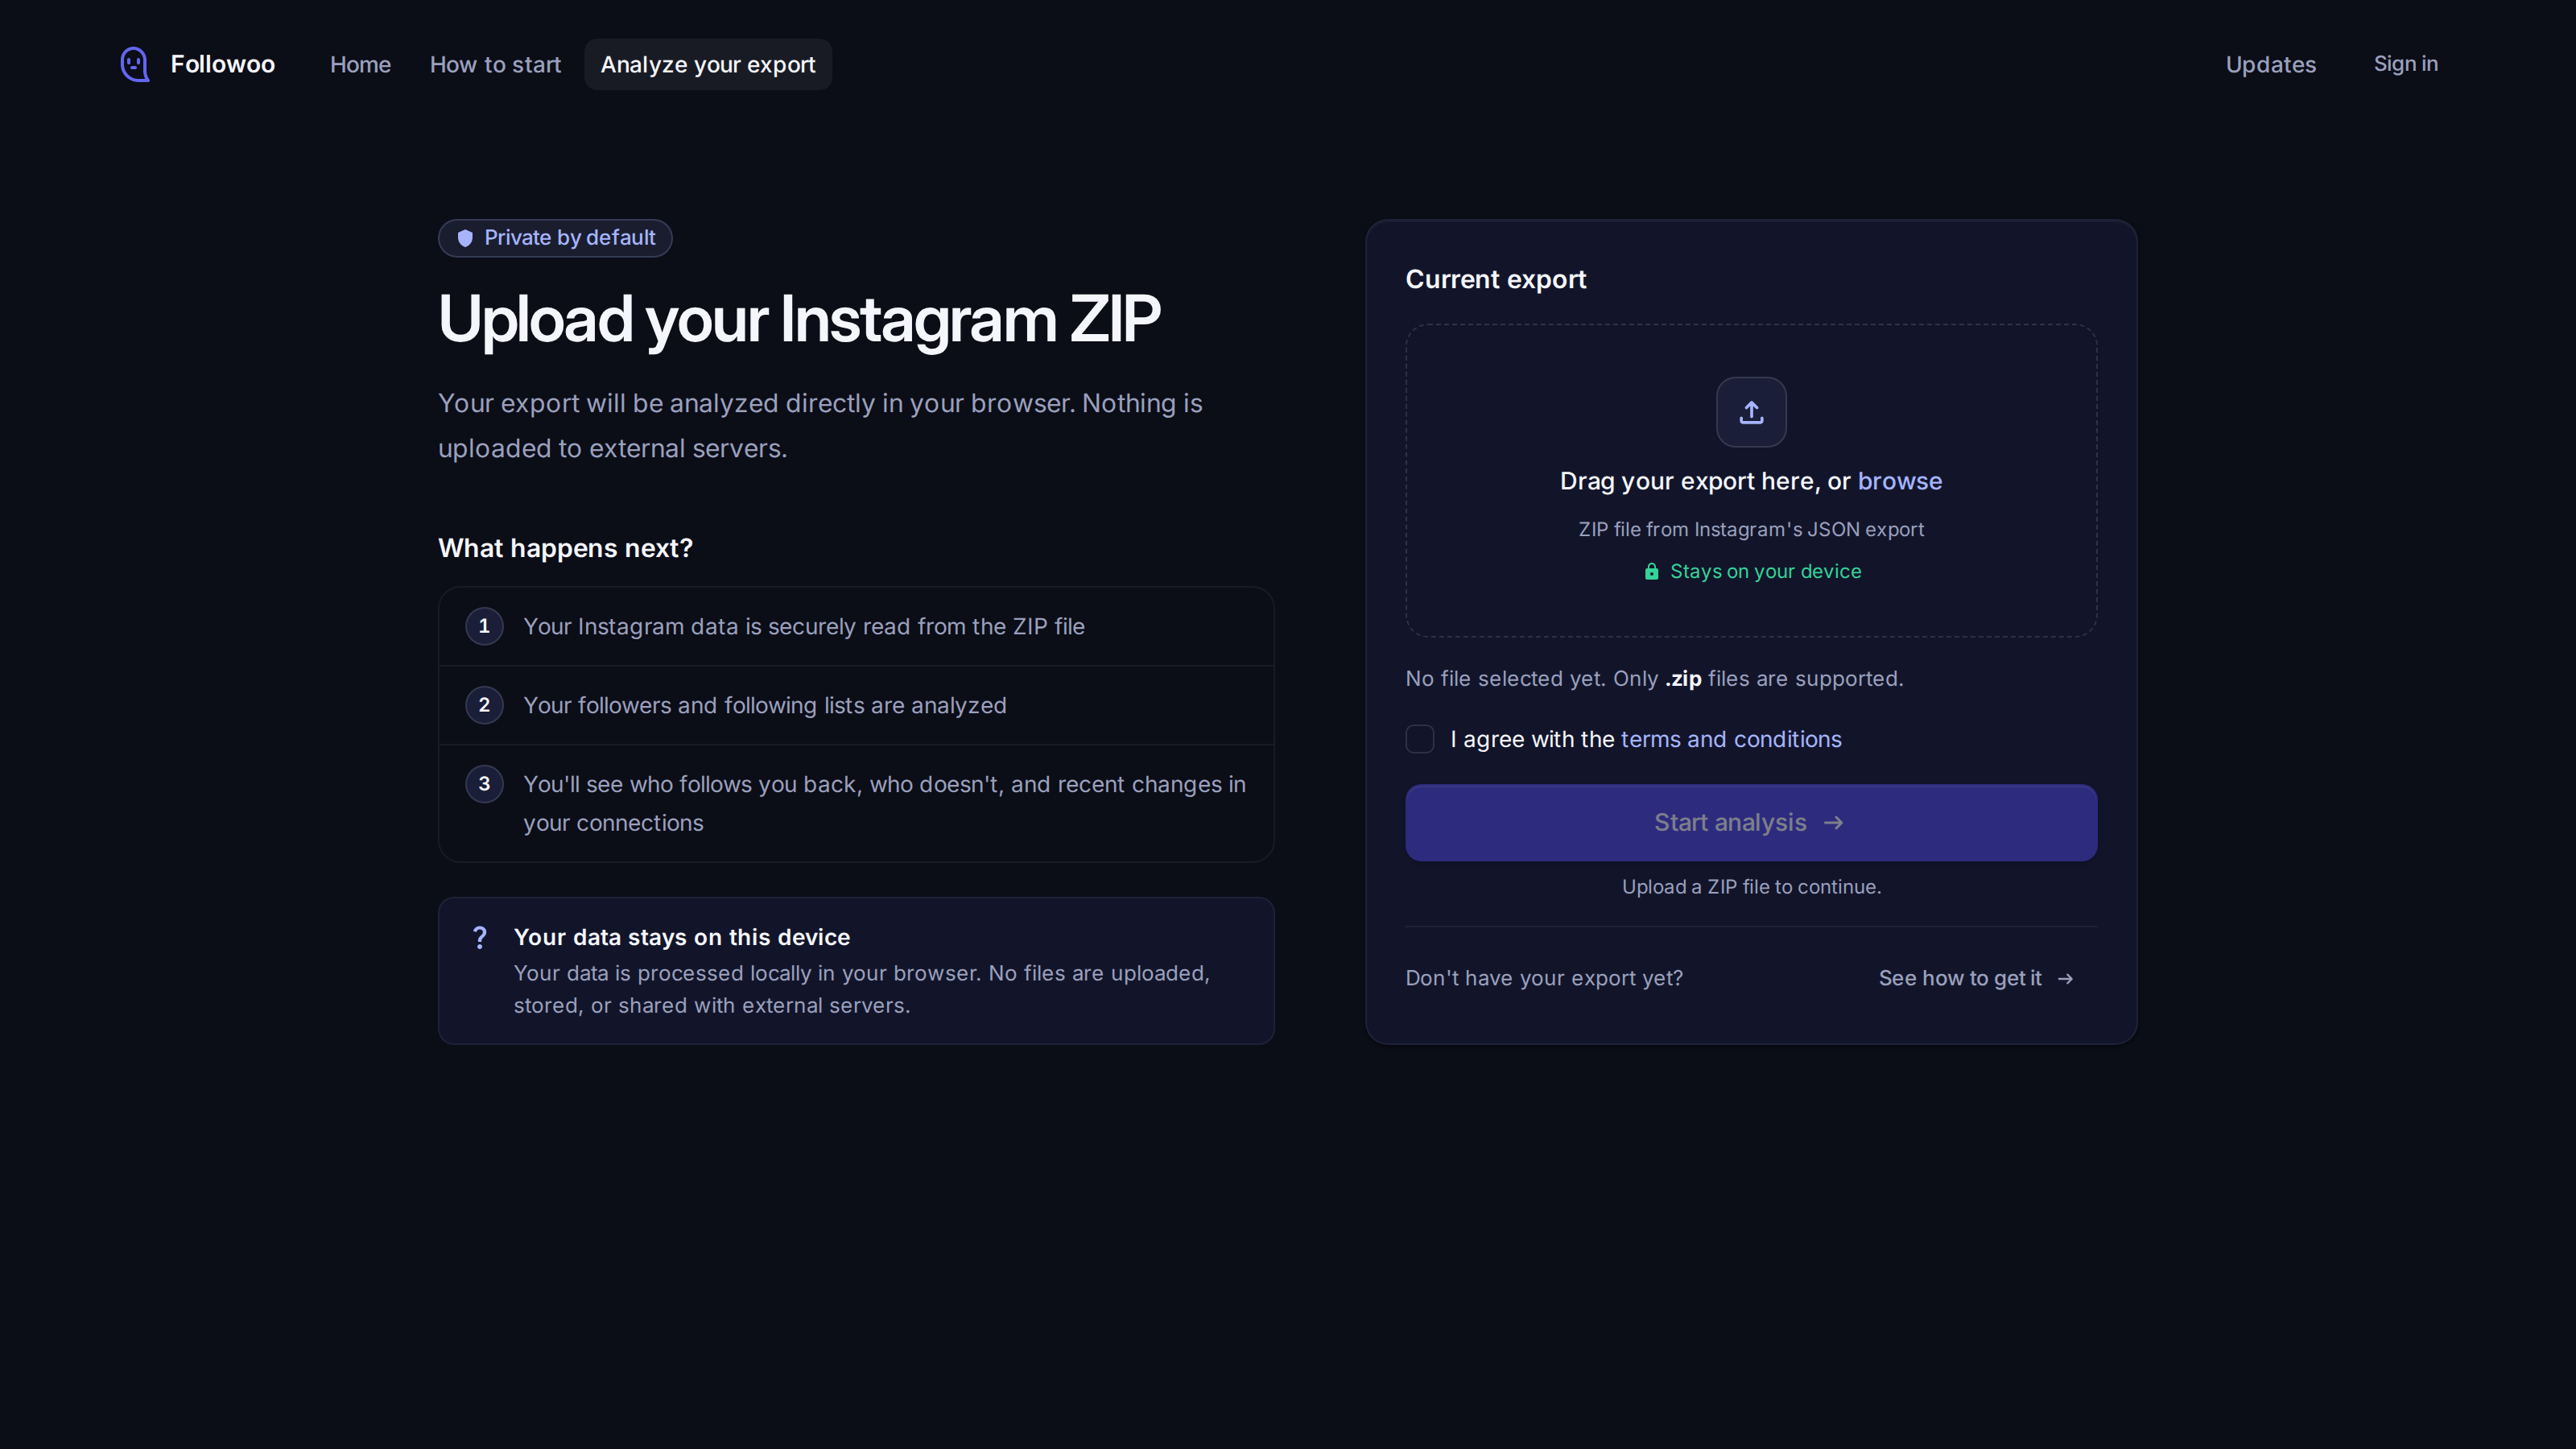 Followoo
Home
How to start
Analyze your export
Updates
Sign in
Private by default
Upload your Instagram ZIP
Your export will be analyzed directly in your browser. Nothing is
uploaded to external servers.
What happens next?
1 Your Instagram data is securely read from the ZIP file
2 Your followers and following lists are analyzed
3 You'll see who follows you back, who doesn't, and recent changes in
your connections
? Your data stays on this device
Your data is processed locally in your browser. No files are uploaded,
stored, or shared with external servers.
Current export
Drag your export here, or browse
ZIP file from Instagram's JSON export
Stays on your device
No file selected yet. Only .zip files are supported.
I agree with the terms and conditions
Start analysis →
Upload a ZIP file to continue.
Don't have your export yet?
See how to get it →